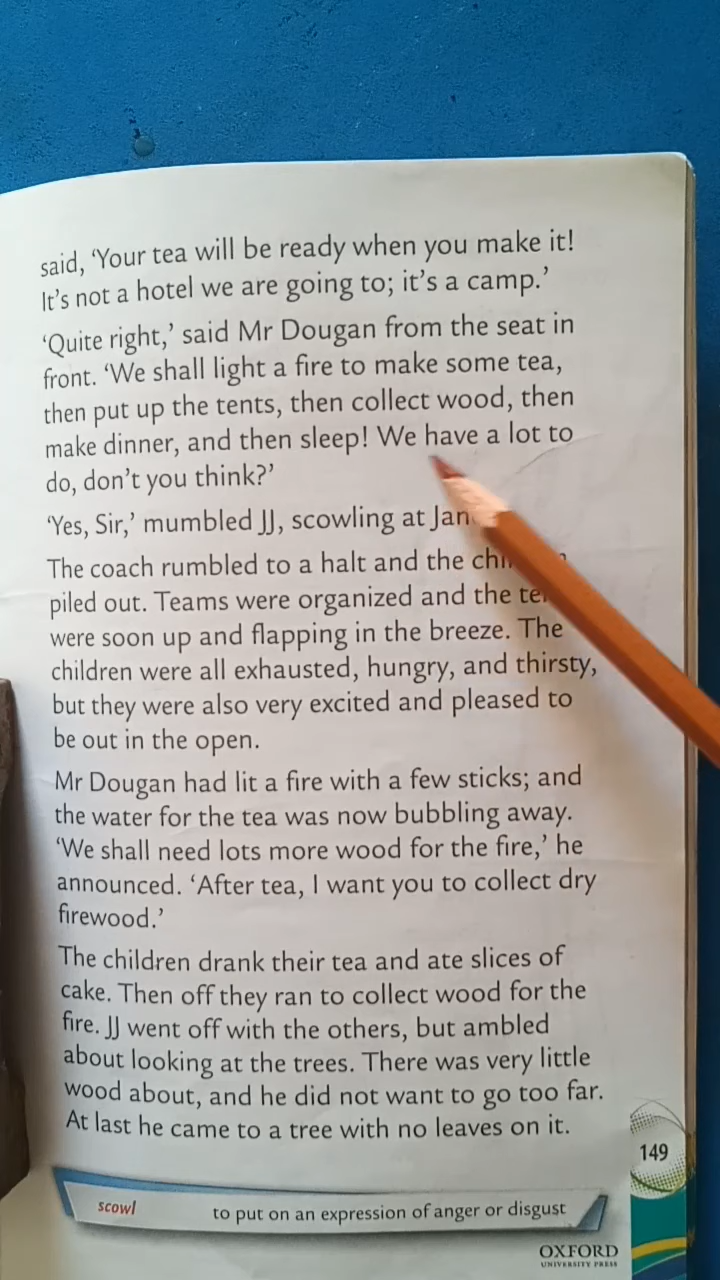 said, ‘Your tea will be ready when you make it!
It’s not a hotel we are going to; it’s a camp.’
‘Quite right,’ said Mr Dougan from the seat in
front. ‘We shall light a fire to make some tea,
then put up the tents, then collect wood, then
make dinner, and then sleep! We have a lot to
do, don’t you think?’
‘Yes, Sir,’ mumbled JJ, scowling at
The coach rumbled to a halt and the
piled out. Teams were organized and the
were soon up and flapping in the breeze. The
children were all exhausted, hungry, and thirsty,
but they were also very excited and pleased to
be out in the open.
Mr Dougan had lit a fire with a few sticks; and
the water for the tea was now bubbling away.
‘We shall need lots more wood for the fire,’ he
announced. ‘After tea, I want you to collect dry
firewood.’
The children drank their tea and ate slices of
cake. Then off they ran to collect wood for the
fire. JJ went off with the others, but ambled
about looking at the trees. There was very little
wood about, and he did not want to go too far.
At last he came to a tree with no leaves on it.
149
scowl to put on an expression of anger or disgust
OXFORD
UNIVERSITY PRESS